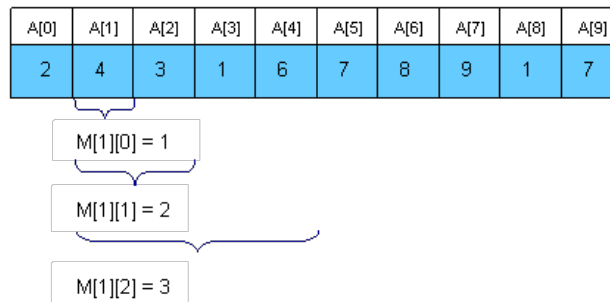 A[0] A[1] A[2] A[3] A[4] A[5] A[6] A[7] A[8] A[9]
2 4 3 1 6 7 8 9 1 7
M[1][0] = 1
M[1][1] = 2
M[1][2] = 3